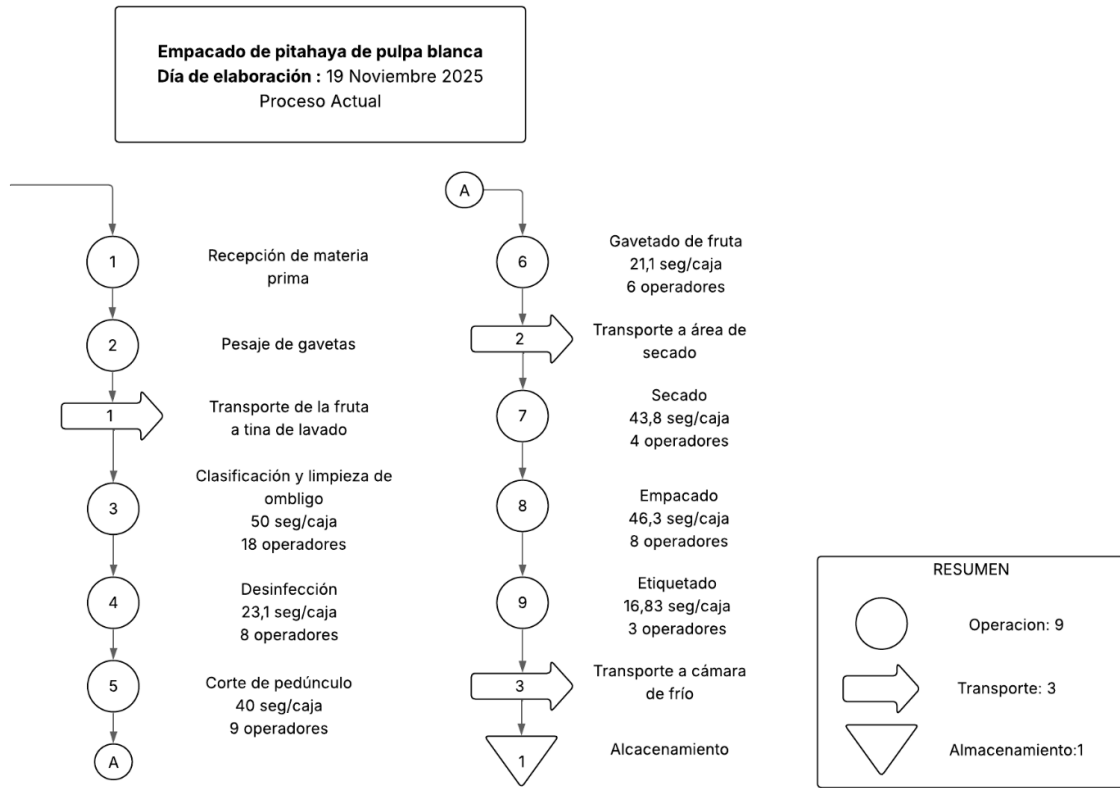 Empacado de pitahaya de pulpa blanca
Día de elaboración : 19 Noviembre 2025
Proceso Actual
1
Recepción de materia
prima
2
Pesaje de gavetas
1
Transporte de la fruta
a tina de lavado
3
Clasificación y limpieza de
ombligo
50 seg/caja
18 operadores
4
Desinfección
23,1 seg/caja
8 operadores
5
Corte de pedúnculo
40 seg/caja
9 operadores
A
A
6
Gavetado de fruta
21,1 seg/caja
6 operadores
2
Transporte a área de
secado
7
Secado
43,8 seg/caja
4 operadores
8
Empacado
46,3 seg/caja
8 operadores
9
Etiquetado
16,83 seg/caja
3 operadores
3
Transporte a cámara
de frío
1
Alcacenamiento
RESUMEN
Operacion: 9
Transporte: 3
Almacenamiento:1